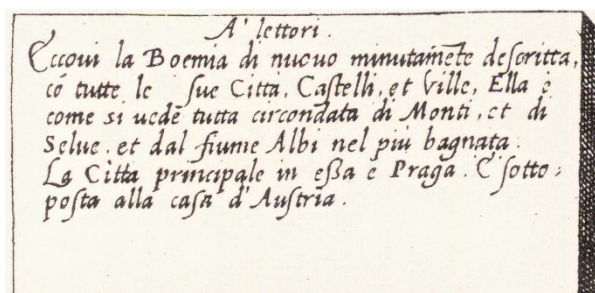 A' lettori.
Eccoui la Boemia di nuouo minutamēte deſcritta,
cō tutte le ſue Citta, Caſtelli, et Ville, Ella è
come si uede tutta circondata di Monti, et di
Selue, et dal fiume Albi nel più bagnata.
La Citta principale in eßa è Praga. E ſotto:
poſta alla caſa d'Auſtria.